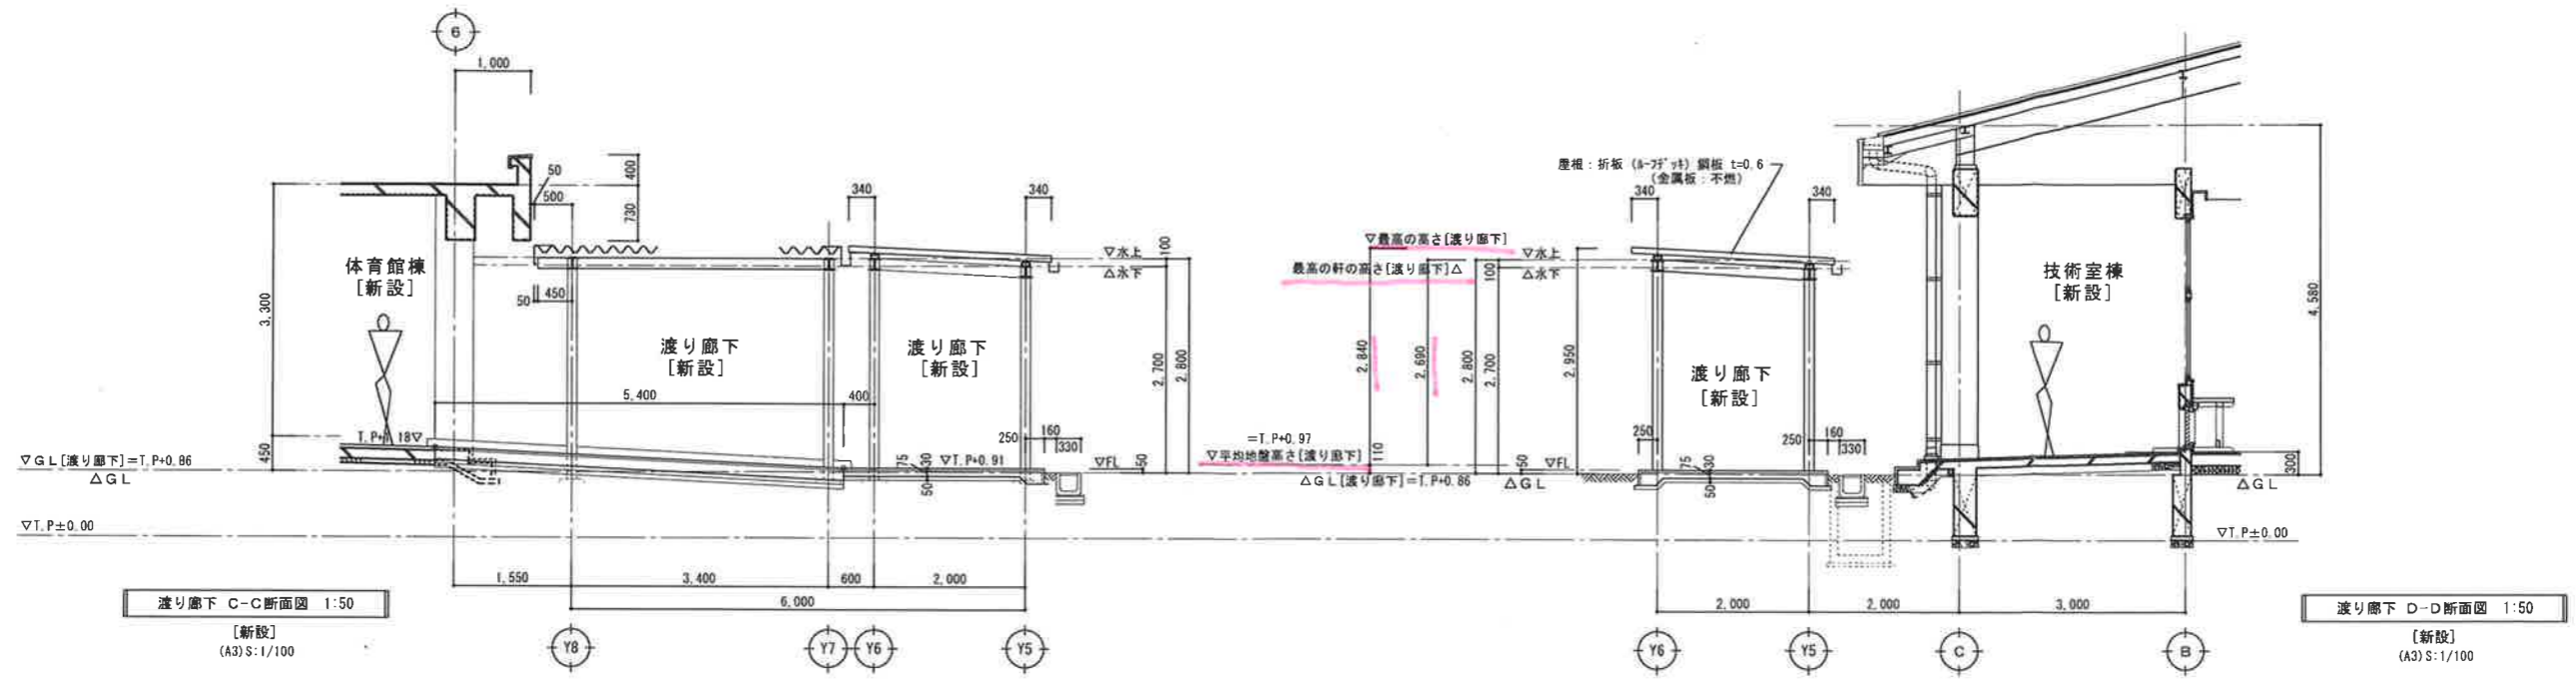 6
1,000
50
500
400
730
340
340
▽水上
△水下
100
体育館棟
[新設]
3,300
450
50
450
渡り廊下
[新設]
渡り廊下
[新設]
5,400
400
2,700
2,800
▽GL[渡り廊下]=T.P+0.86
△GL
▽T.P±0.00
250
160
330
75
30
50
▽T.P+0.91
▽FL
50
1,550
3,400
600
2,000
6,000
渡り廊下 C-C断面図 1:50
[新設]
(A3)S:1/100
Y8
Y7
Y6
Y5
屋根:折板 (ルーフデッキ) 鋼板 t=0.6
(金属板:不燃)
340
340
▽最高の高さ[渡り廊下]
最高の軒の高さ[渡り廊下]△
▽水上
△水下
100
2,840
2,690
2,800
2,700
2,950
渡り廊下
[新設]
技術室棟
[新設]
4,580
=T.P+0.97
▽平均地盤高さ[渡り廊下]
110
△GL[渡り廊下]=T.P+0.86
50
▽FL
△GL
250
75
30
50
250
160
330
300
△GL
▽T.P±0.00
2,000
2,000
3,000
Y6
Y5
C
B
渡り廊下 D-D断面図 1:50
[新設]
(A3)S:1/100